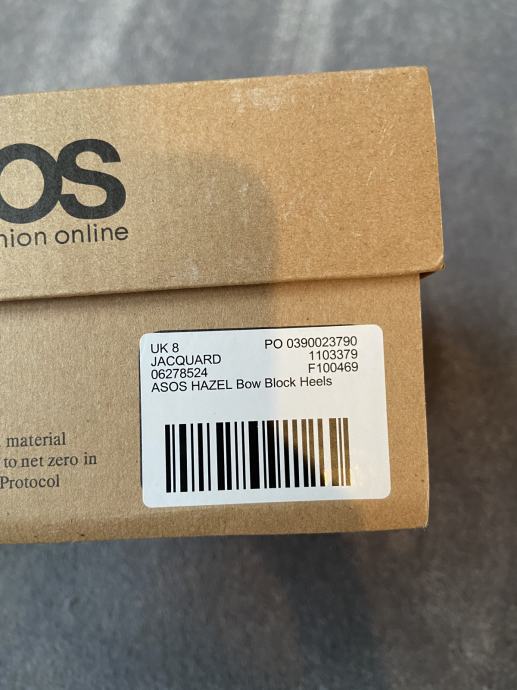 OS
nion online
UK 8 PO 0390023790
JACQUARD 1103379
06278524 F100469
ASOS HAZEL Bow Block Heels
material
to net zero in
Protocol